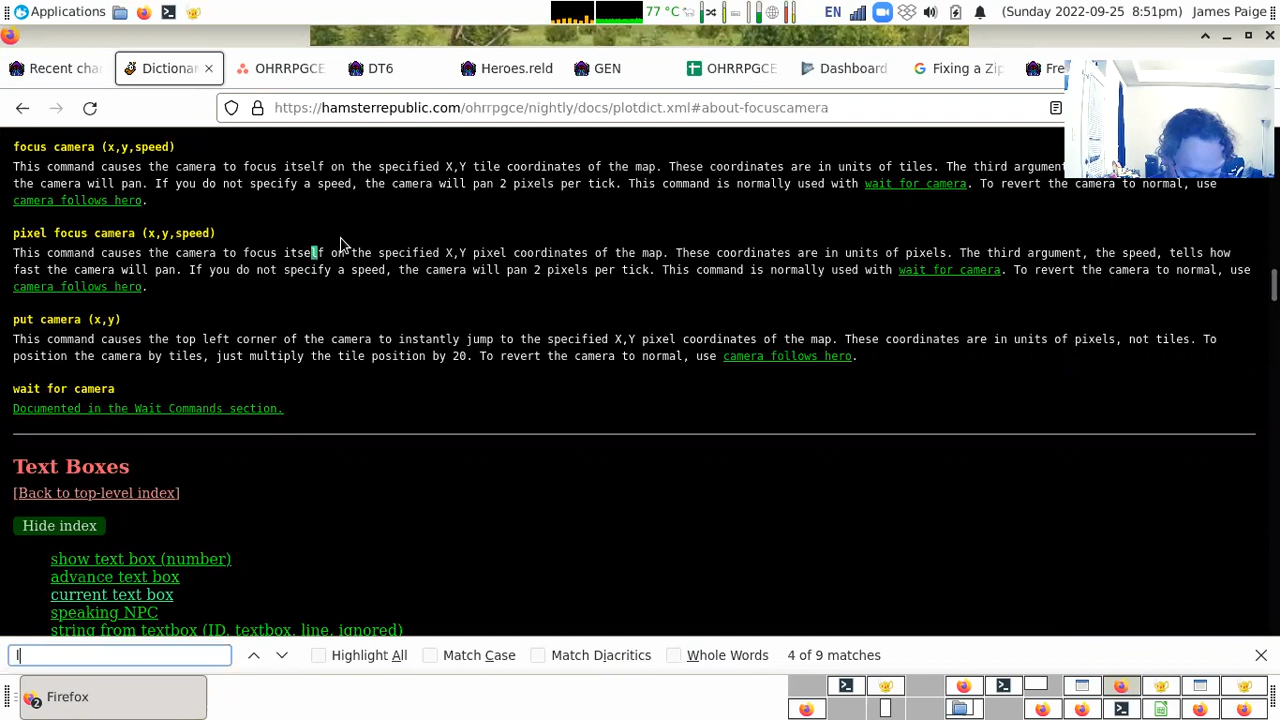 Applications
77 °C
EN
(Sunday 2022-09-25 8:51pm)
James Paige
Recent cha
Dictionar
OHRRPGCE
DT6
Heroes.reld
GEN
OHRRPGCE
Dashboard
Fixing a Zip
Fre
https://hamsterrepublic.com/ohrrpgce/nightly/docs/plotdict.xml#about-focuscamera
focus camera (x,y,speed)
This command causes the camera to focus itself on the specified X,Y tile coordinates of the map. These coordinates are in units of tiles. The third argument
the camera will pan. If you do not specify a speed, the camera will pan 2 pixels per tick. This command is normally used with wait for camera. To revert the camera to normal, use
camera follows hero.
pixel focus camera (x,y,speed)
This command causes the camera to focus itself on the specified X,Y pixel coordinates of the map. These coordinates are in units of pixels. The third argument, the speed, tells how
fast the camera will pan. If you do not specify a speed, the camera will pan 2 pixels per tick. This command is normally used with wait for camera. To revert the camera to normal, use
camera follows hero.
put camera (x,y)
This command causes the top left corner of the camera to instantly jump to the specified X,Y pixel coordinates of the map. These coordinates are in units of pixels, not tiles. To
position the camera by tiles, just multiply the tile position by 20. To revert the camera to normal, use camera follows hero.
wait for camera
Documented in the Wait Commands section.
Text Boxes
[Back to top-level index]
Hide index
show text box (number)
advance text box
current text box
speaking NPC
string from textbox (ID, textbox, line, ignored)
Highlight All
Match Case
Match Diacritics
Whole Words
4 of 9 matches
2
Firefox